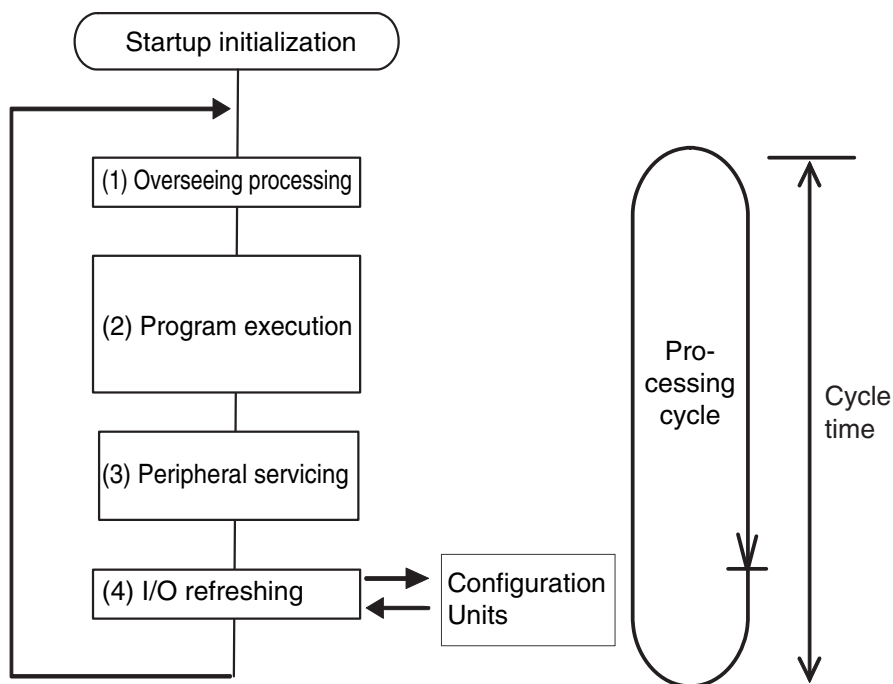 Startup initialization
(1) Overseeing processing
(2) Program execution
(3) Peripheral servicing
(4) I/O refreshing
Configuration
Units
Pro-
cessing
cycle
Cycle
time